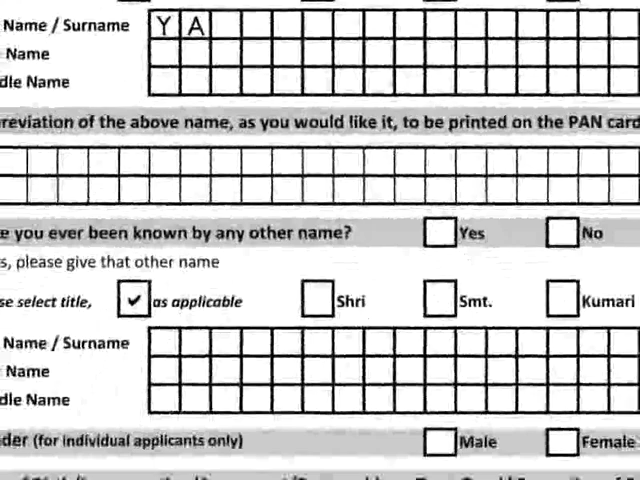 Name / Surname YA
Name
dle Name
reviation of the above name, as you would like it, to be printed on the PAN card
e you ever been known by any other name? Yes No
s, please give that other name
se select title, ✔ as applicable Shri Smt. Kumari
Name / Surname
Name
dle Name
der (for individual applicants only) Male Female